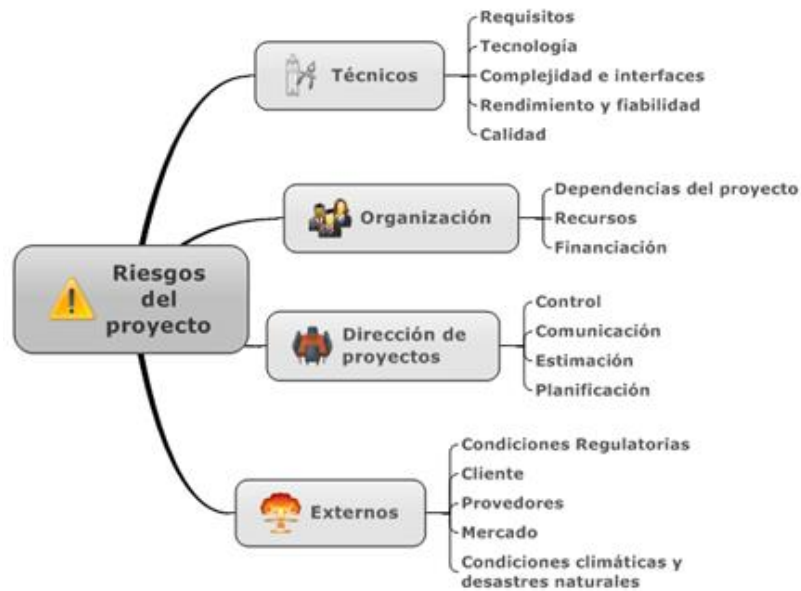 Riesgos
del
proyecto
Técnicos
Requisitos
Tecnología
Complejidad e interfaces
Rendimiento y fiabilidad
Calidad
Organización
Dependencias del proyecto
Recursos
Financiación
Dirección de
proyectos
Control
Comunicación
Estimación
Planificación
Externos
Condiciones Regulatorias
Cliente
Provedores
Mercado
Condiciones climáticas y
desastres naturales